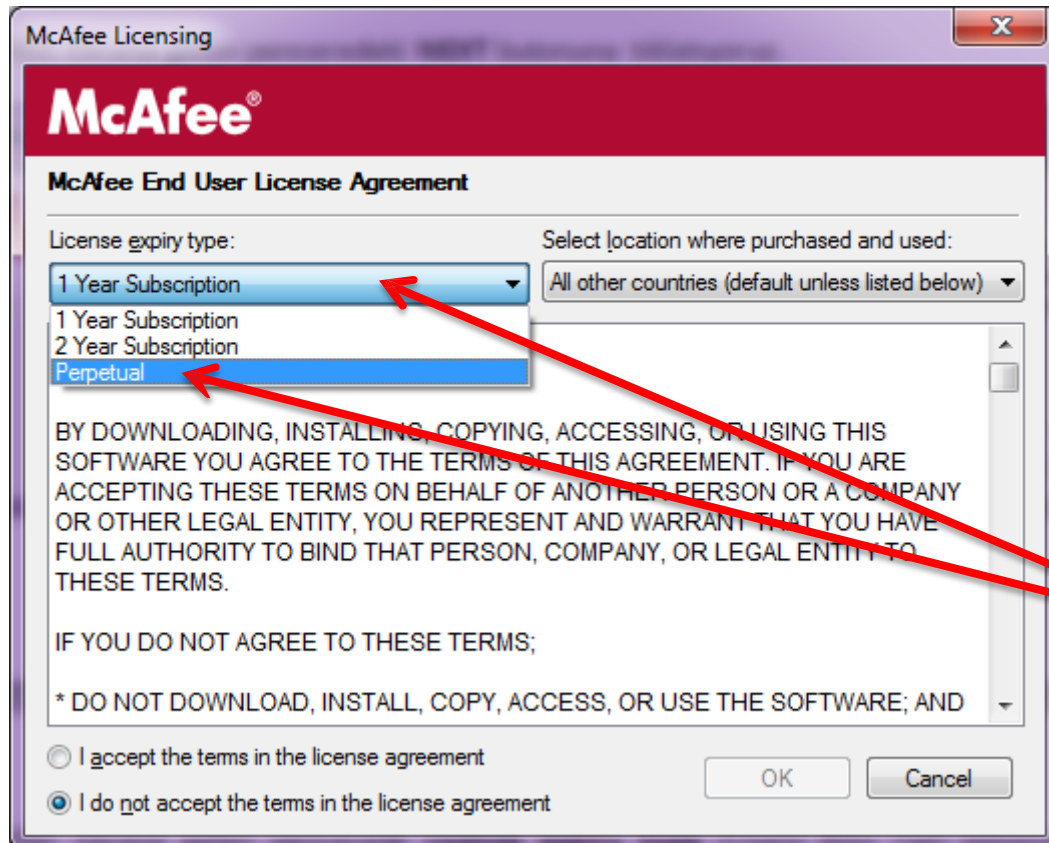 McAfee Licensing
McAfee®
McAfee End User License Agreement
License expiry type:
Select location where purchased and used:
1 Year Subscription
All other countries (default unless listed below)
1 Year Subscription
2 Year Subscription
Perpetual
BY DOWNLOADING, INSTALLING, COPYING, ACCESSING, OR USING THIS
SOFTWARE YOU AGREE TO THE TERMS OF THIS AGREEMENT. IF YOU ARE
ACCEPTING THESE TERMS ON BEHALF OF ANOTHER PERSON OR A COMPANY
OR OTHER LEGAL ENTITY, YOU REPRESENT AND WARRANT THAT YOU HAVE
FULL AUTHORITY TO BIND THAT PERSON, COMPANY, OR LEGAL ENTITY TO
THESE TERMS.
IF YOU DO NOT AGREE TO THESE TERMS;
* DO NOT DOWNLOAD, INSTALL, COPY, ACCESS, OR USE THE SOFTWARE; AND
I accept the terms in the license agreement
I do not accept the terms in the license agreement
OK
Cancel